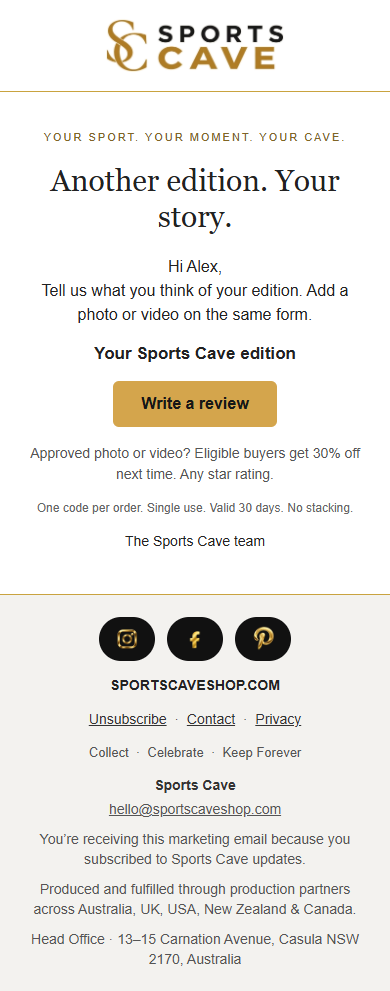 SC SPORTS
CAVE
YOUR SPORT. YOUR MOMENT. YOUR CAVE.
Another edition. Your
story.
Hi Alex,
Tell us what you think of your edition. Add a
photo or video on the same form.
Your Sports Cave edition
Write a review
Approved photo or video? Eligible buyers get 30% off
next time. Any star rating.
One code per order. Single use. Valid 30 days. No stacking.
The Sports Cave team
SPORTSCAVESHOP.COM
Unsubscribe · Contact · Privacy
Collect · Celebrate · Keep Forever
Sports Cave
hello@sportscaveshop.com
You’re receiving this marketing email because you
subscribed to Sports Cave updates.
Produced and fulfilled through production partners
across Australia, UK, USA, New Zealand & Canada.
Head Office · 13–15 Carnation Avenue, Casula NSW
2170, Australia